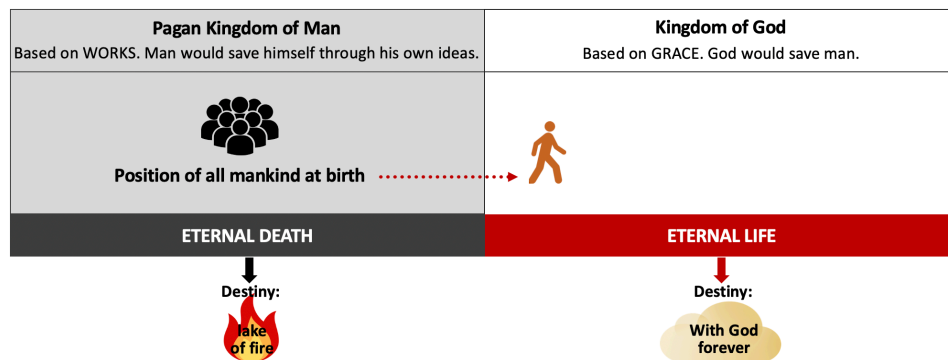 Pagan Kingdom of Man
Based on WORKS. Man would save himself through his own ideas.
Kingdom of God
Based on GRACE. God would save man.
Position of all mankind at birth
ETERNAL DEATH
ETERNAL LIFE
Destiny:
lake
of fire
Destiny:
With God
forever